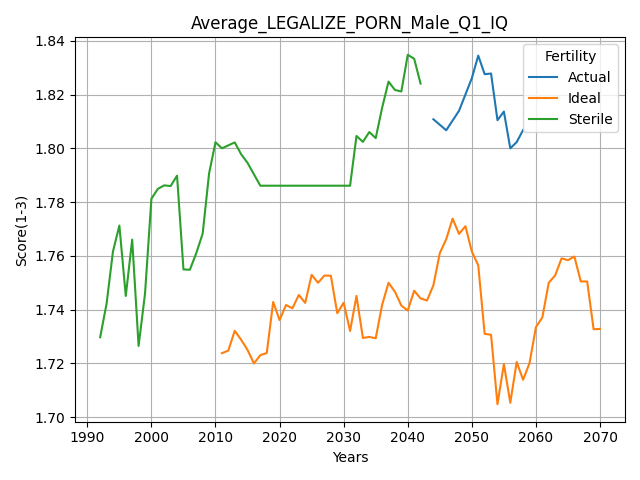 Average_LEGALIZE_PORN_Male_Q1_IQ
Score(1-3)
1.84
1.82
1.80
1.78
1.76
1.74
1.72
1.70
Fertility
Actual
Ideal
Sterile
1990 2000 2010 2020 2030 2040 2050 2060 2070
Years